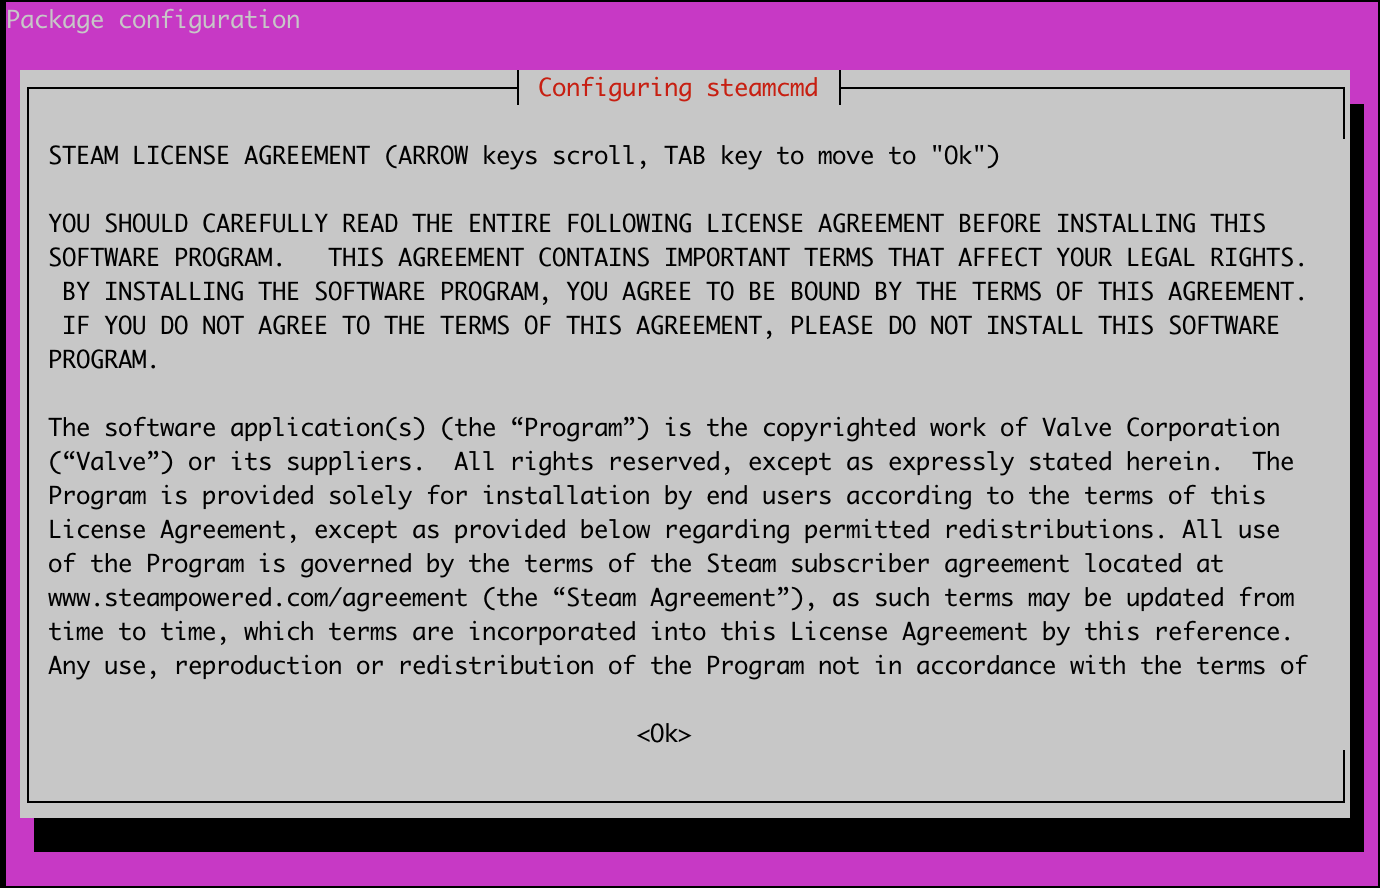 Package configuration
Configuring steamcmd
STEAM LICENSE AGREEMENT (ARROW keys scroll, TAB key to move to "Ok")
YOU SHOULD CAREFULLY READ THE ENTIRE FOLLOWING LICENSE AGREEMENT BEFORE INSTALLING THIS
SOFTWARE PROGRAM.   THIS AGREEMENT CONTAINS IMPORTANT TERMS THAT AFFECT YOUR LEGAL RIGHTS.
BY INSTALLING THE SOFTWARE PROGRAM, YOU AGREE TO BE BOUND BY THE TERMS OF THIS AGREEMENT.
IF YOU DO NOT AGREE TO THE TERMS OF THIS AGREEMENT, PLEASE DO NOT INSTALL THIS SOFTWARE
PROGRAM.
The software application(s) (the “Program”) is the copyrighted work of Valve Corporation
(“Valve”) or its suppliers.  All rights reserved, except as expressly stated herein.  The
Program is provided solely for installation by end users according to the terms of this
License Agreement, except as provided below regarding permitted redistributions. All use
of the Program is governed by the terms of the Steam subscriber agreement located at
www.steampowered.com/agreement (the “Steam Agreement”), as such terms may be updated from
time to time, which terms are incorporated into this License Agreement by this reference.
Any use, reproduction or redistribution of the Program not in accordance with the terms of
<Ok>